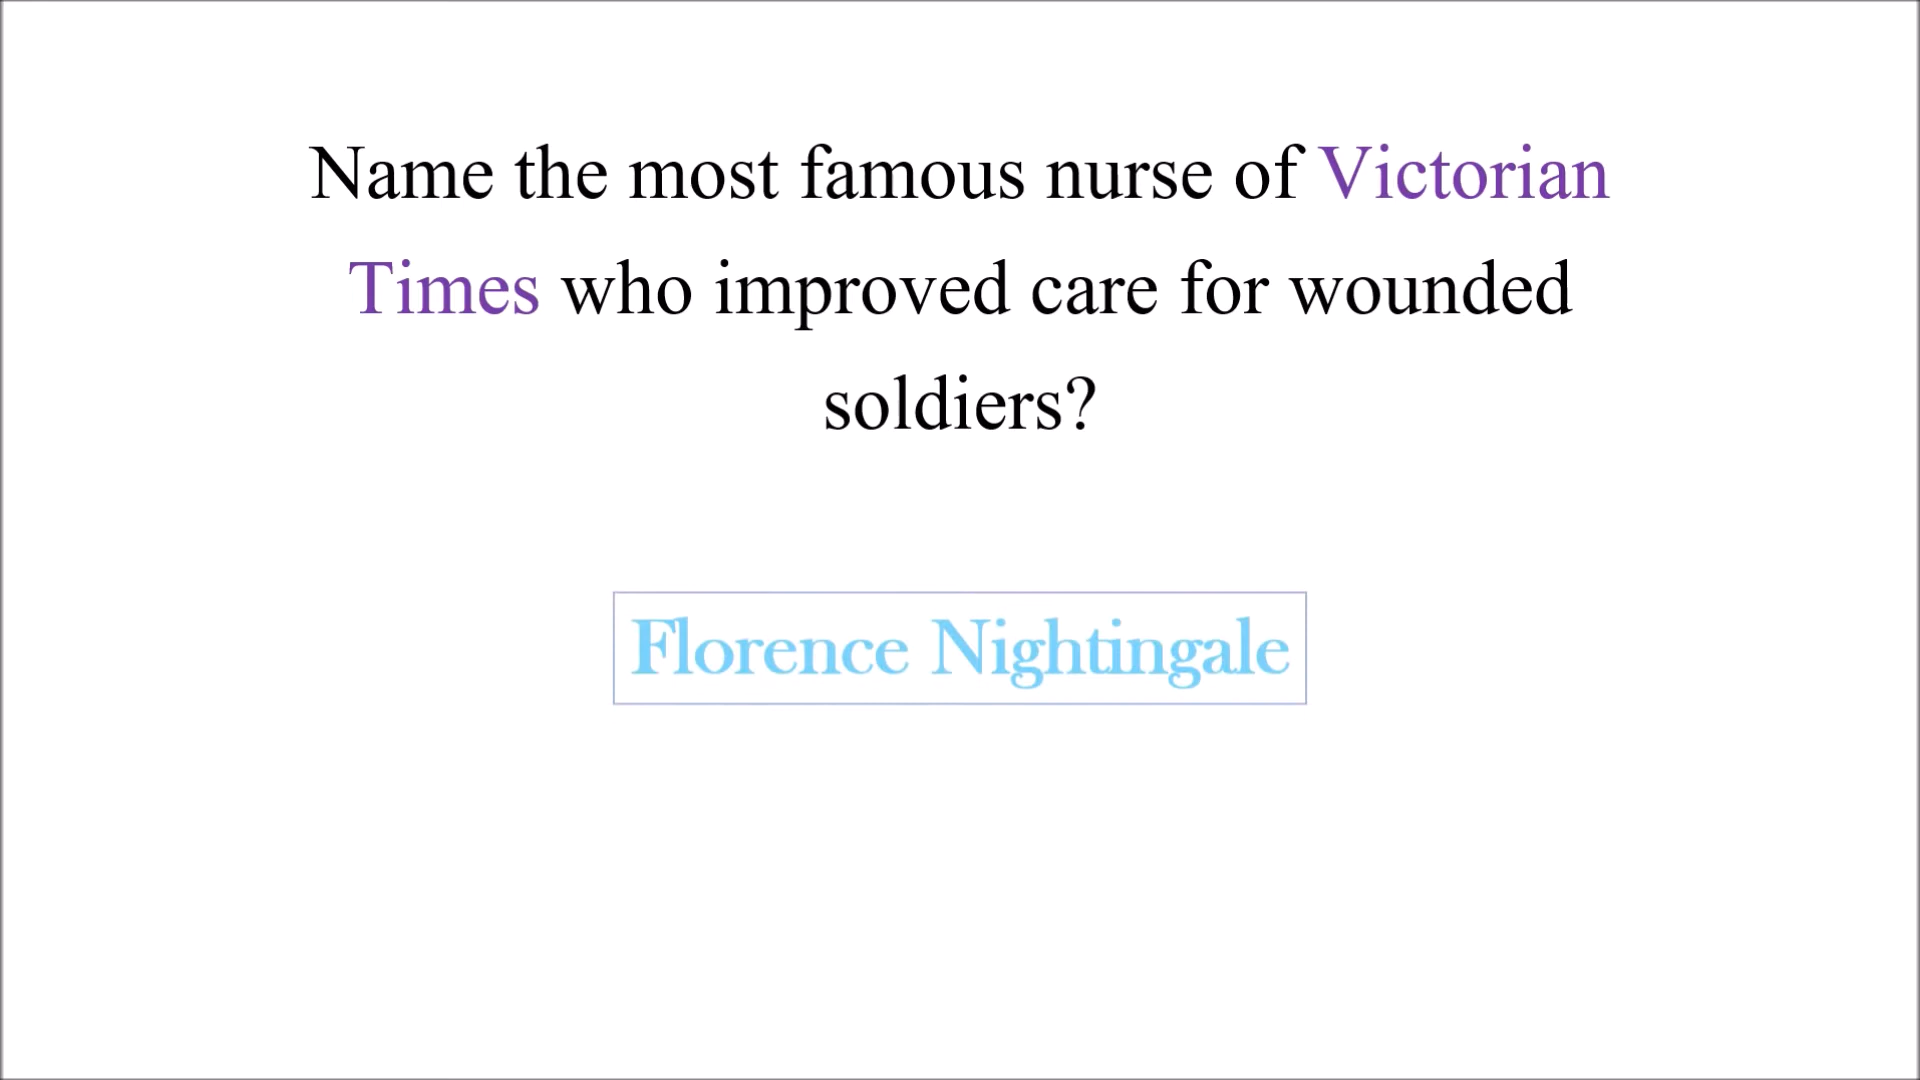 Name the most famous nurse of Victorian
Times who improved care for wounded
soldiers?
Florence Nightingale